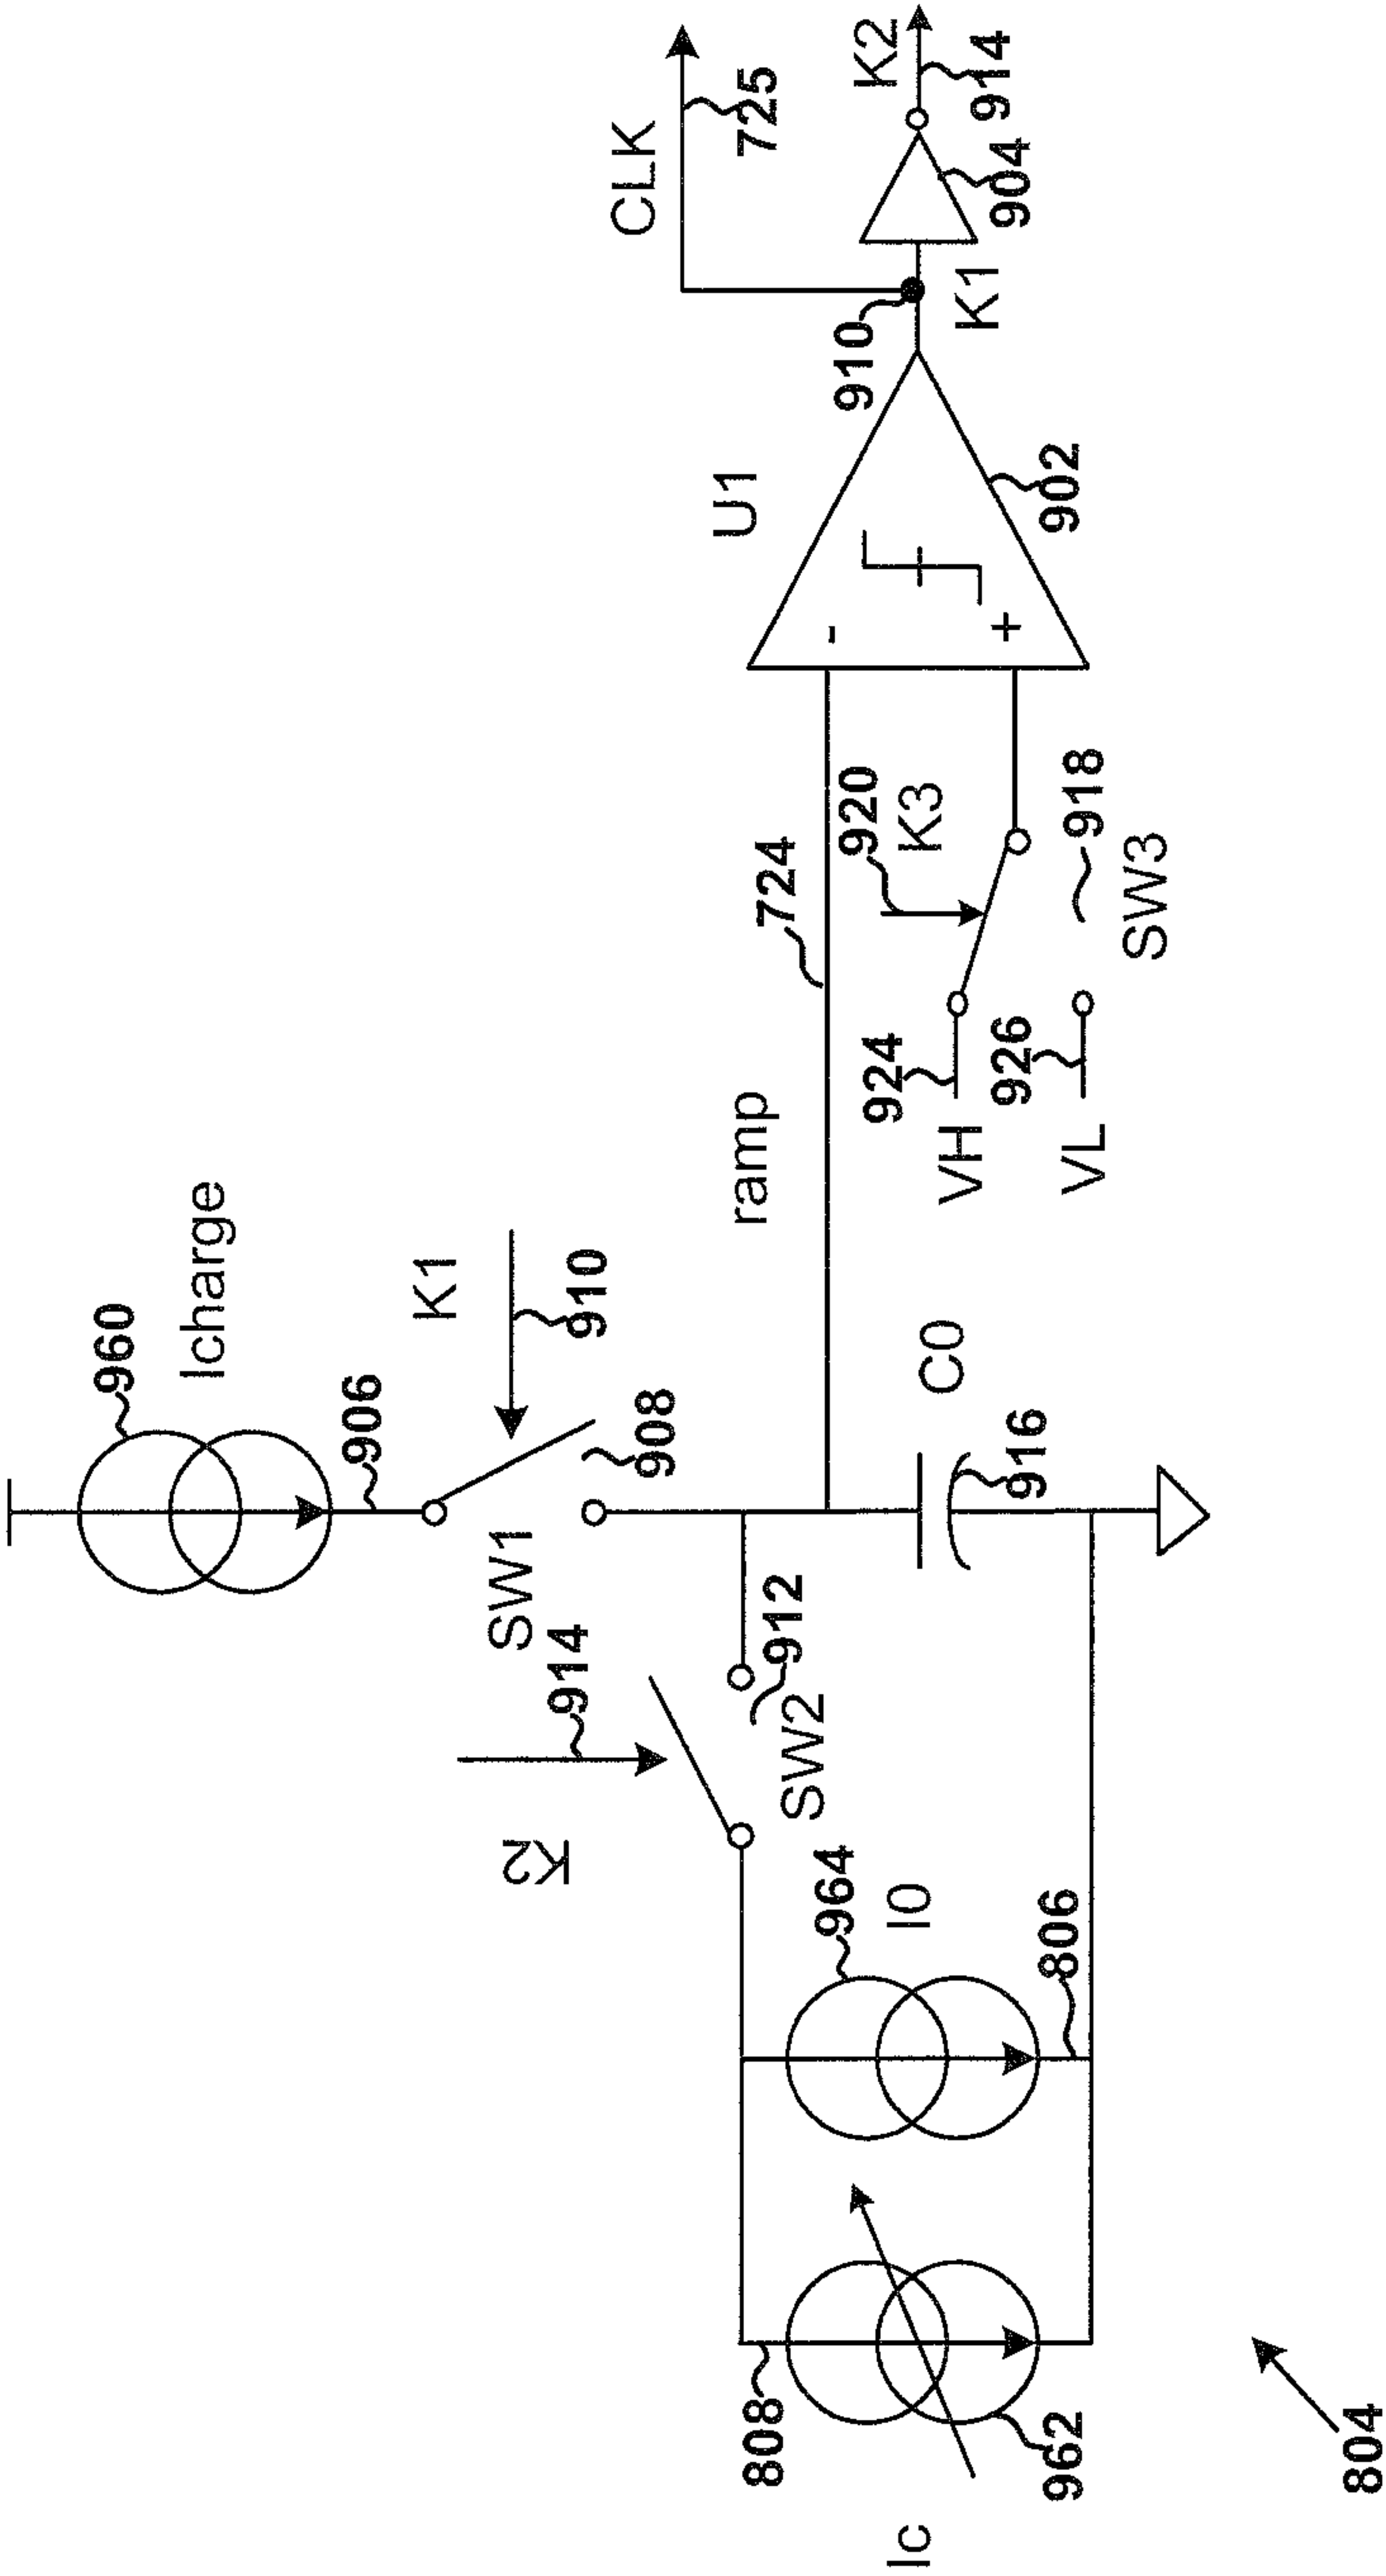 CLK
725
K2
914
904
K1
910
U1
902
-
+
724
ramp
920
K3
924
VH
926
VL
918
SW3
960
Icharge
906
K1
910
908
SW1
914
K2
912
SW2
C0
916
964
I0
806
808
962
Ic
804